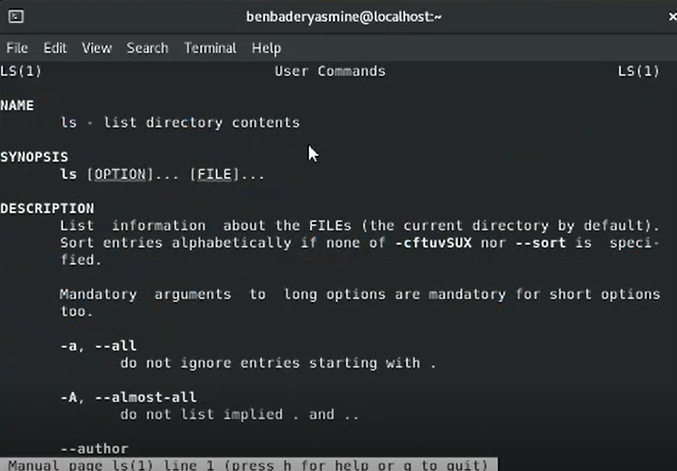 benbaderyasmine@localhost:~
File Edit View Search Terminal Help
LS(1) User Commands LS(1)
NAME
ls - list directory contents
SYNOPSIS
ls [OPTION]... [FILE]...
DESCRIPTION
List information about the FILEs (the current directory by default).
Sort entries alphabetically if none of -cftuvSUX nor --sort is speci-
fied.
Mandatory arguments to long options are mandatory for short options
too.
-a, --all
do not ignore entries starting with .
-A, --almost-all
do not list implied . and ..
--author
Manual page ls(1) line 1 (press h for help or q to quit)